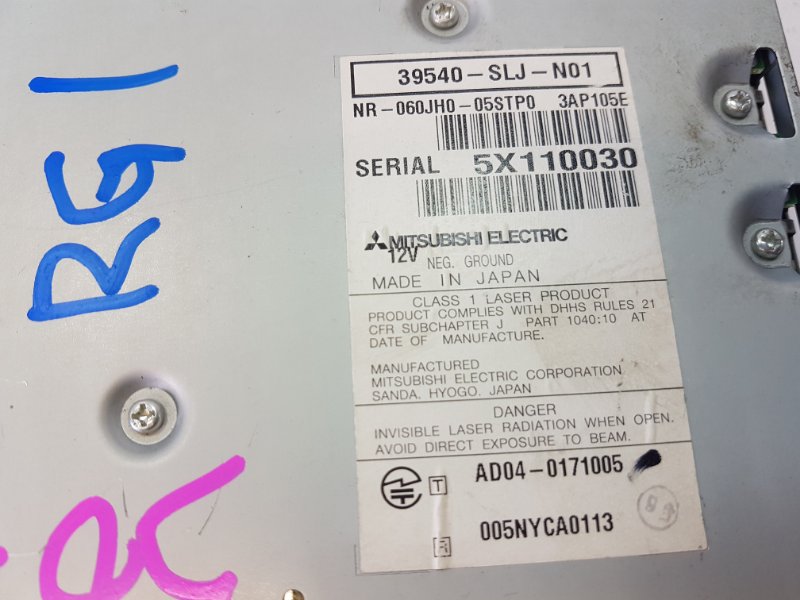 39540-SLJ-N01
NR-060JH0-05STP0 3AP105E
SERIAL 5X110030
MITSUBISHI ELECTRIC
12V NEG. GROUND
MADE IN JAPAN
CLASS 1 LASER PRODUCT
PRODUCT COMPLIES WITH DHHS RULES 21
CFR SUBCHAPTER J PART 1040:10 AT
DATE OF MANUFACTURE.
MANUFACTURED
MITSUBISHI ELECTRIC CORPORATION
SANDA. HYOGO. JAPAN
DANGER
INVISIBLE LASER RADIATION WHEN OPEN.
AVOID DIRECT EXPOSURE TO BEAM.
T AD04-0171005
R 005NYCA0113
RG1